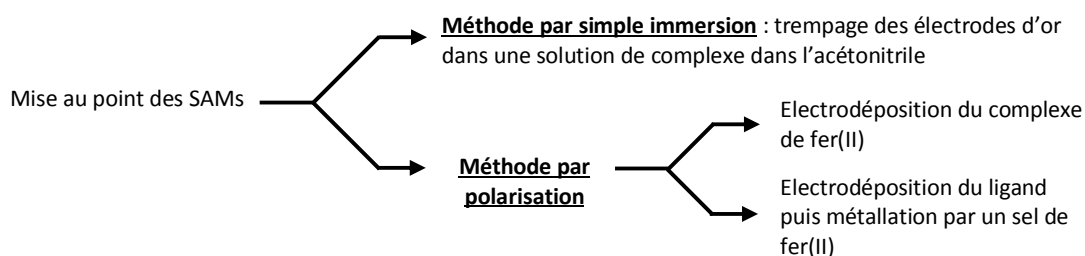 Méthode par simple immersion : trempage des électrodes d'or
dans une solution de complexe dans l'acétonitrile
Mise au point des SAMs
Méthode par
polarisation
Electrodéposition du complexe
de fer(II)
Electrodéposition du ligand
puis métallation par un sel de
fer(II)